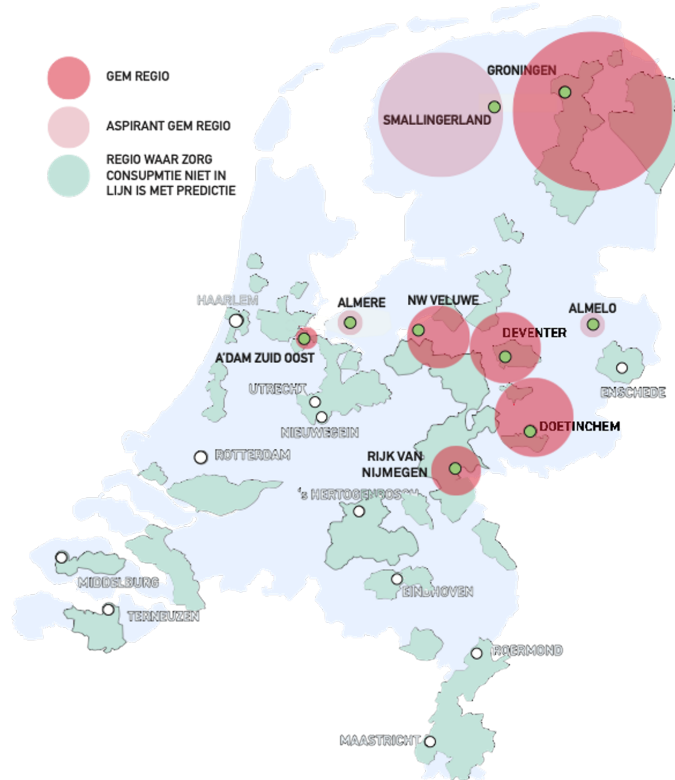 GEM REGIO
ASPIRANT GEM REGIO
REGIO WAAR ZORG
CONSUPMTIE NIET IN
LIJN IS MET PREDICTIE
GRONINGEN
SMALLINGERLAND
HAARLEM
ALMERE
NW VELUWE
ALMELO
DEVENTER
A'DAM ZUID OOST
UTRECHT
ENSCHEDE
NIEUWEGEIN
DOETINCHEM
ROTTERDAM
RIJK VAN
NIJMEGEN
's HERTOGENBOSCH
MIDDELBURG
EINDHOVEN
TERNEUZEN
ROERMOND
MAASTRICHT